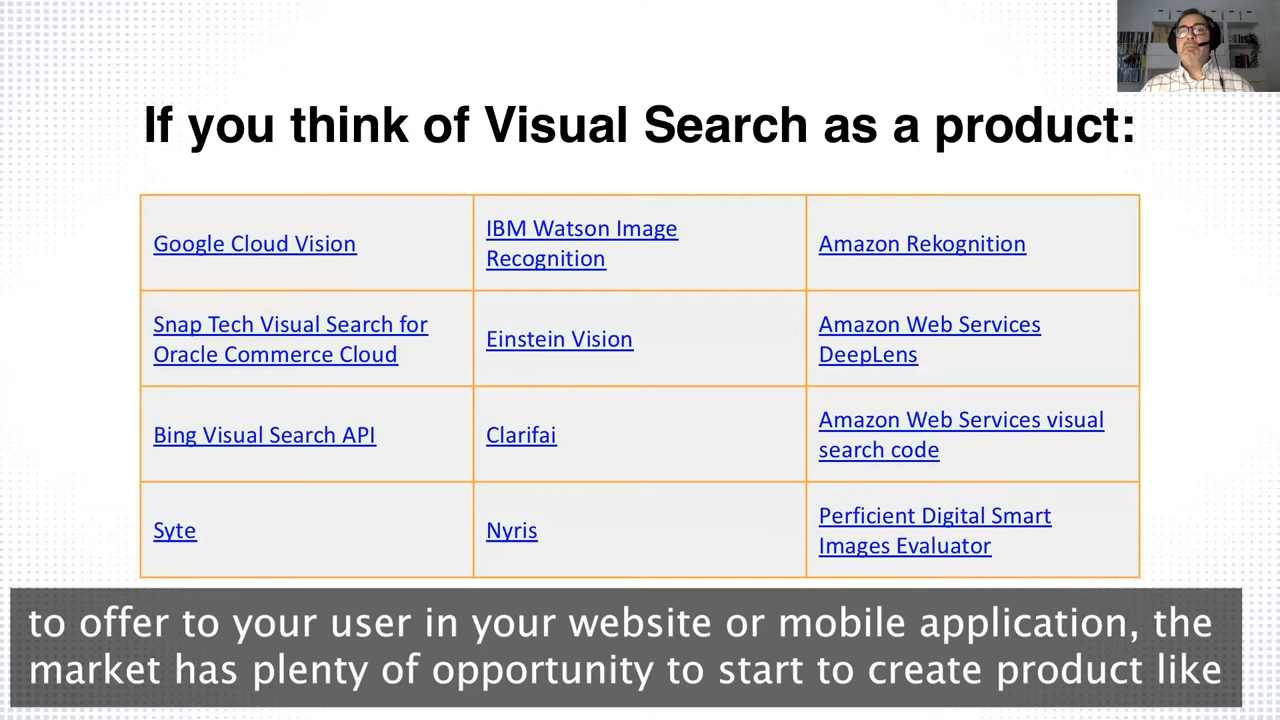 If you think of Visual Search as a product:
Google Cloud Vision
IBM Watson Image
Recognition
Amazon Rekognition
Snap Tech Visual Search for
Oracle Commerce Cloud
Einstein Vision
Amazon Web Services
DeepLens
Bing Visual Search API
Clarifai
Amazon Web Services visual
search code
Syte
Nyris
Perficient Digital Smart
Images Evaluator
to offer to your user in your website or mobile application, the
market has plenty of opportunity to start to create product like